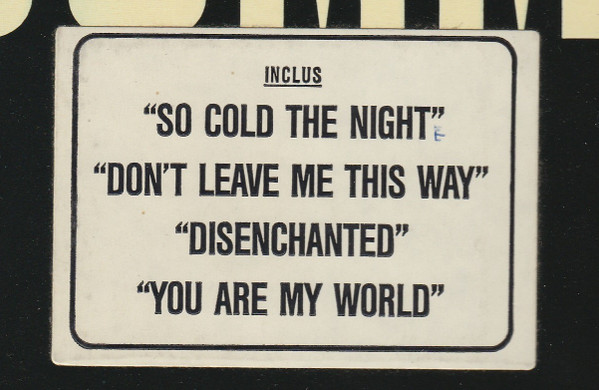 INCLUS
“SO COLD THE NIGHT”
“DON'T LEAVE ME THIS WAY”
“DISENCHANTED”
“YOU ARE MY WORLD”